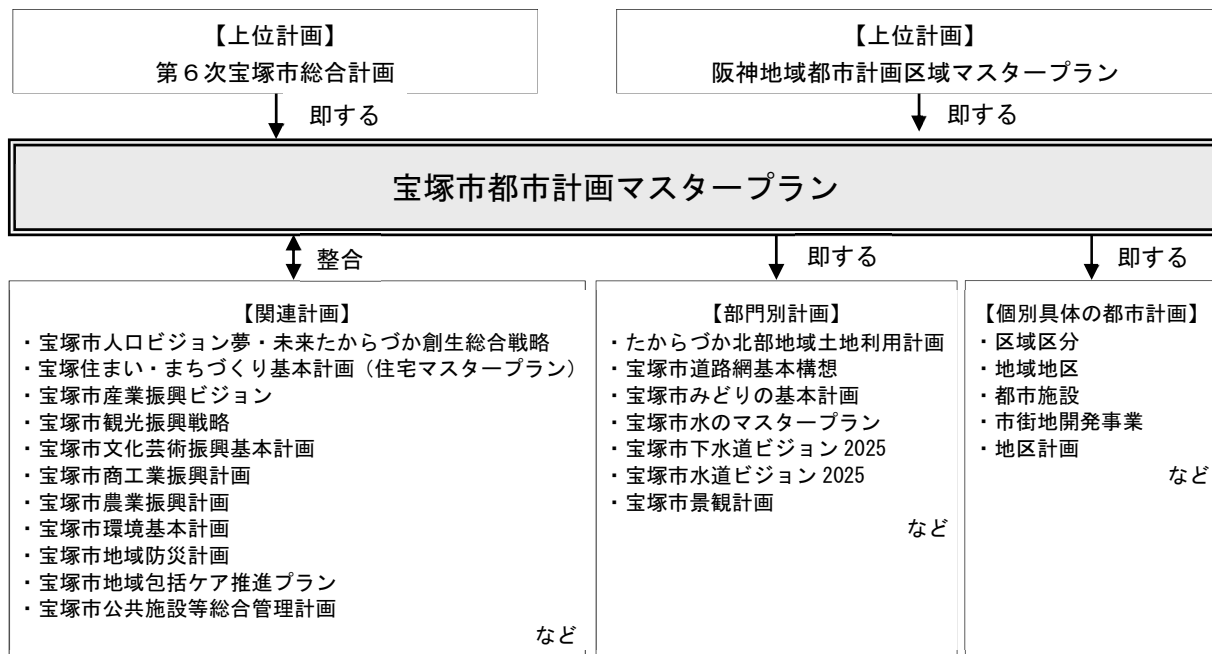 【上位計画】
第６次宝塚市総合計画
【上位計画】
阪神地域都市計画区域マスタープラン
即する
即する
宝塚市都市計画マスタープラン
整合
即する
即する
【関連計画】
・宝塚市人口ビジョン夢・未来たからづか創生総合戦略
・宝塚住まい・まちづくり基本計画（住宅マスタープラン）
・宝塚市産業振興ビジョン
・宝塚市観光振興戦略
・宝塚市文化芸術振興基本計画
・宝塚市商工業振興計画
・宝塚市農業振興計画
・宝塚市環境基本計画
・宝塚市地域防災計画
・宝塚市地域包括ケア推進プラン
・宝塚市公共施設等総合管理計画
など
【部門別計画】
・たからづか北部地域土地利用計画
・宝塚市道路網基本構想
・宝塚市みどりの基本計画
・宝塚市水のマスタープラン
・宝塚市下水道ビジョン 2025
・宝塚市水道ビジョン 2025
・宝塚市景観計画
など
【個別具体の都市計画】
・区域区分
・地域地区
・都市施設
・市街地開発事業
・地区計画
など